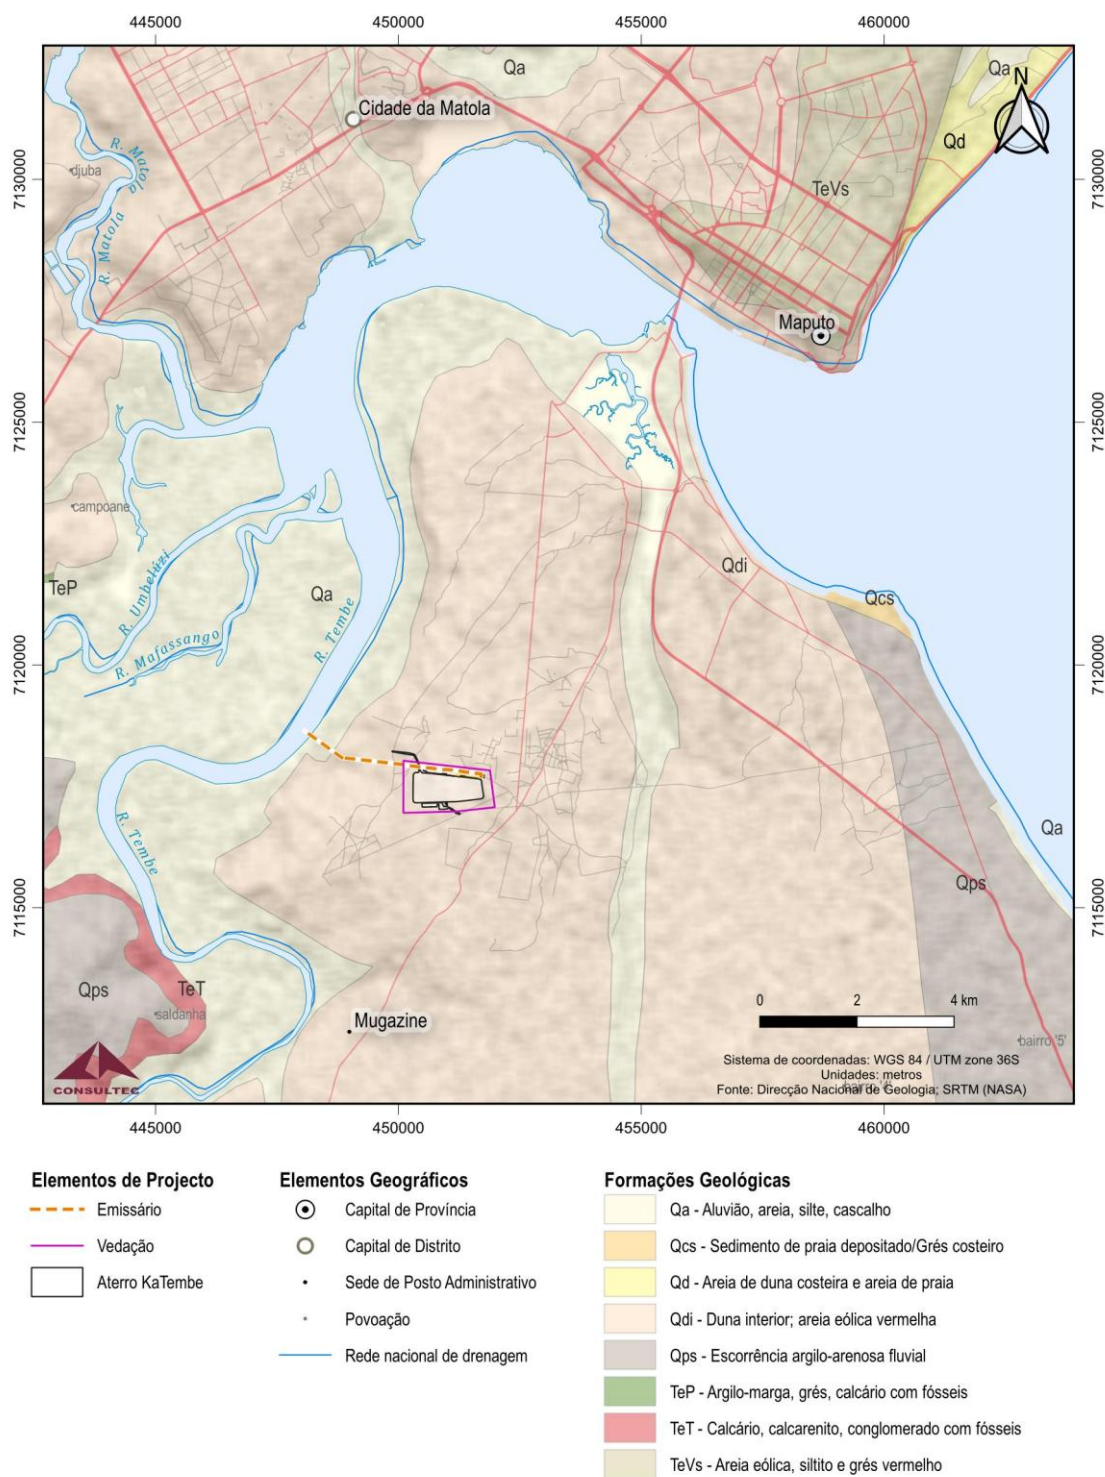 445000 450000 455000 460000
Qa
Qa
N
Cidade da Matola
Qd
R. Matola
djuba
7130000
7130000
TeVs
R. Matola
Maputo
7125000
7125000
campoane
Qdi
TeP
R. Umbelúzi
Qa
Qcs
R. Tembe
R. Mafassango
7120000
7120000
R. Tembe
Qa
Qps
7115000
7115000
Qps
TeT
saldanha
0 2 4 km
Mugazine
bairro '5'
Sistema de coordenadas: WGS 84 / UTM zone 36S
Unidades: metros
Fonte: Direcção Nacional de Geologia; SRTM (NASA)
bairro '4'
CONSULTEC
445000 450000 455000 460000
Elementos de Projecto
Emissário
Vedação
Aterro KaTembe
Elementos Geográficos
Capital de Província
Capital de Distrito
Sede de Posto Administrativo
Povoação
Rede nacional de drenagem
Formações Geológicas
Qa - Aluvião, areia, silte, cascalho
Qcs - Sedimento de praia depositado/Grés costeiro
Qd - Areia de duna costeira e areia de praia
Qdi - Duna interior; areia eólica vermelha
Qps - Escorrência argilo-arenosa fluvial
TeP - Argilo-marga, grés, calcário com fósseis
TeT - Calcário, calcarenito, conglomerado com fósseis
TeVs - Areia eólica, siltito e grés vermelho